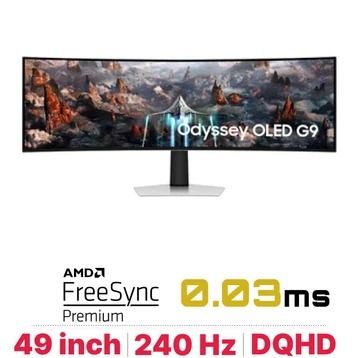 Odyssey OLED G9
AMD
FreeSync
Premium
0.03ms
49 inch | 240 Hz | DQHD